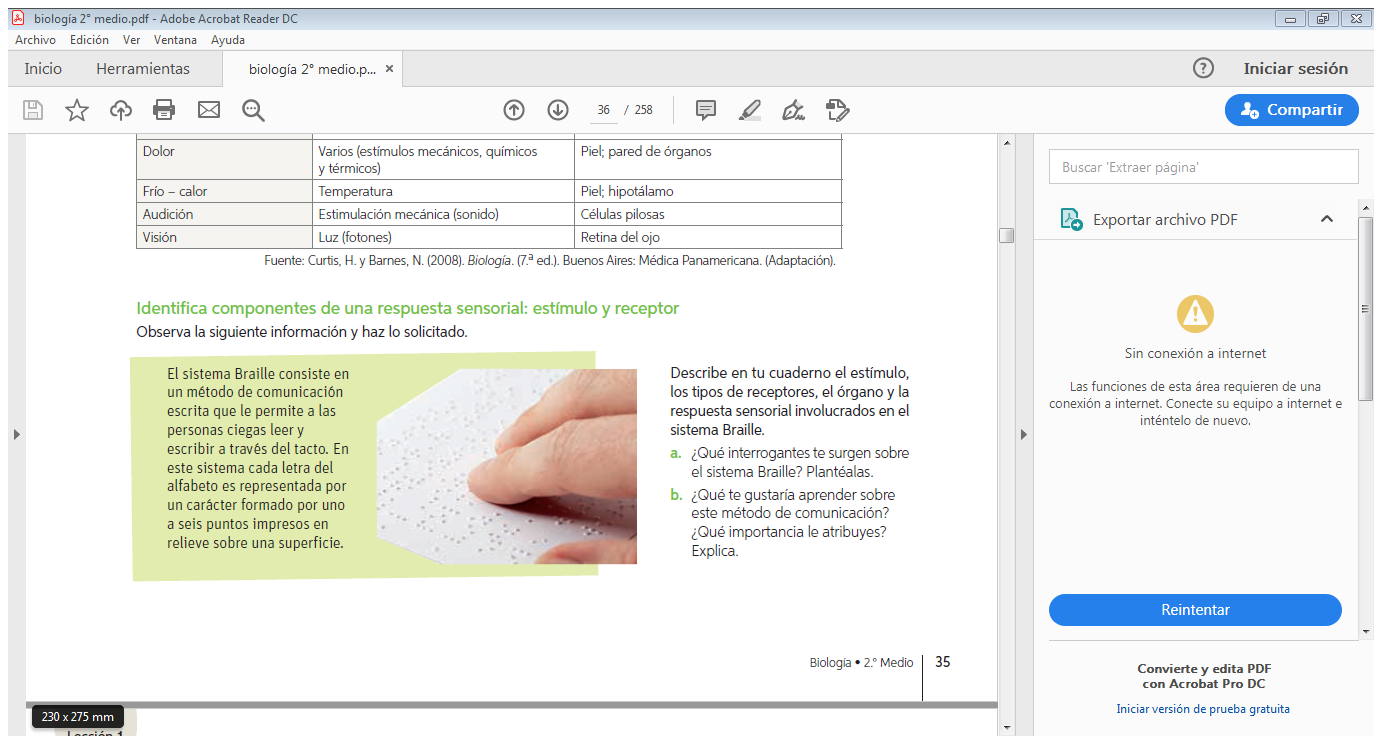 biología 2° medio.pdf - Adobe Acrobat Reader DC
Archivo Edición Ver Ventana Ayuda
Inicio Herramientas biología 2° medio.p... × Iniciar sesión
36 / 258 Compartir
Dolor Varios (estímulos mecánicos, químicos y térmicos) Piel; pared de órganos
Frío – calor Temperatura Piel; hipotálamo
Audición Estimulación mecánica (sonido) Células pilosas
Visión Luz (fotones) Retina del ojo
Fuente: Curtis, H. y Barnes, N. (2008). Biología. (7.ª ed.). Buenos Aires: Médica Panamericana. (Adaptación).
Identifica componentes de una respuesta sensorial: estímulo y receptor
Observa la siguiente información y haz lo solicitado.
El sistema Braille consiste en
un método de comunicación
escrita que le permite a las
personas ciegas leer y
escribir a través del tacto. En
este sistema cada letra del
alfabeto es representada por
un carácter formado por uno
a seis puntos impresos en
relieve sobre una superficie.
Describe en tu cuaderno el estímulo,
los tipos de receptores, el órgano y la
respuesta sensorial involucrados en el
sistema Braille.
a. ¿Qué interrogantes te surgen sobre
el sistema Braille? Plantéalas.
b. ¿Qué te gustaría aprender sobre
este método de comunicación?
¿Qué importancia le atribuyes?
Explica.
Biología • 2.° Medio 35
230 x 275 mm
Lección 1
Buscar 'Extraer página'
Exportar archivo PDF
Sin conexión a internet
Las funciones de esta área requieren de una
conexión a internet. Conecte su equipo a internet e
inténtelo de nuevo.
Reintentar
Convierte y edita PDF
con Acrobat Pro DC
Iniciar versión de prueba gratuita